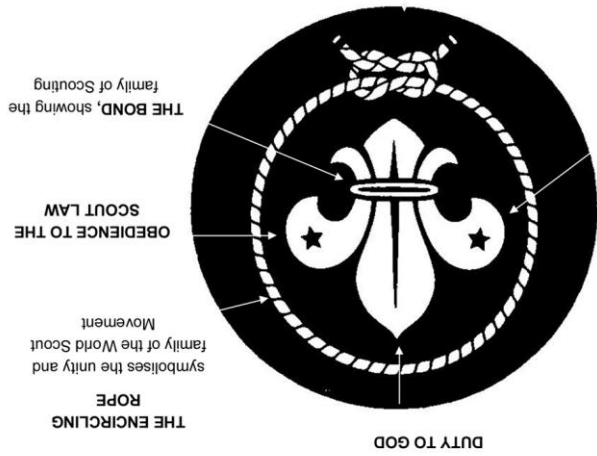 DUTY TO GOD
THE ENCIRCLING
ROPE
symbolises the unity and
family of the World Scout
Movement
OBEDIENCE TO THE
SCOUT LAW
THE BOND, showing the
family of Scouting